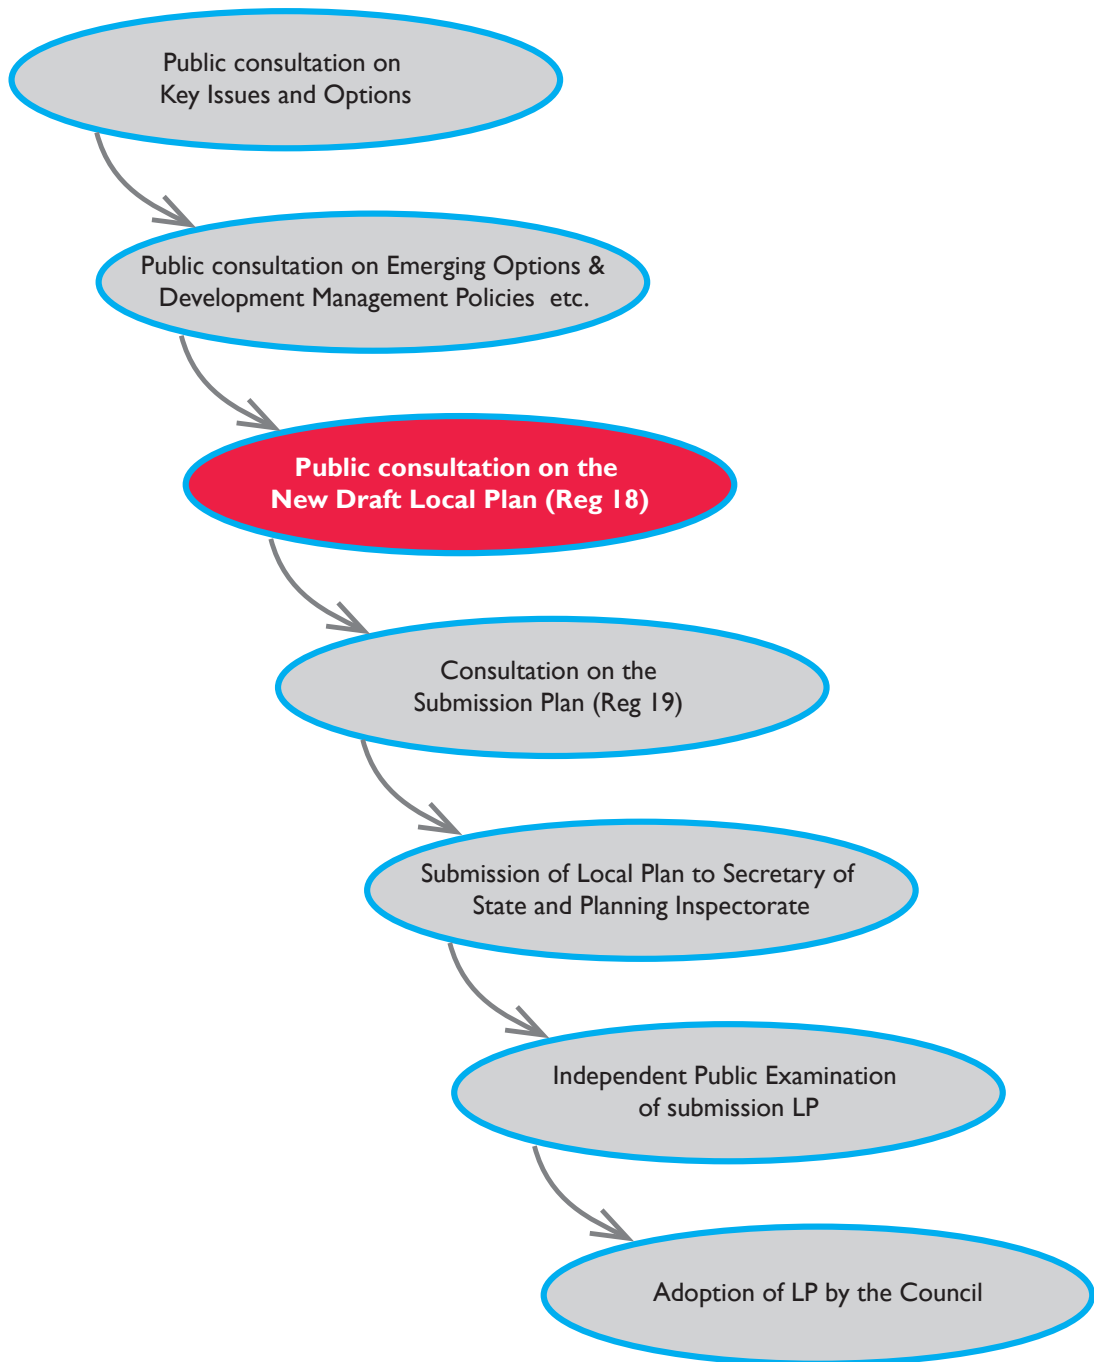 Public consultation on
Key Issues and Options
Public consultation on Emerging Options &
Development Management Policies etc.
Public consultation on the
New Draft Local Plan (Reg 18)
Consultation on the
Submission Plan (Reg 19)
Submission of Local Plan to Secretary of
State and Planning Inspectorate
Independent Public Examination
of submission LP
Adoption of LP by the Council